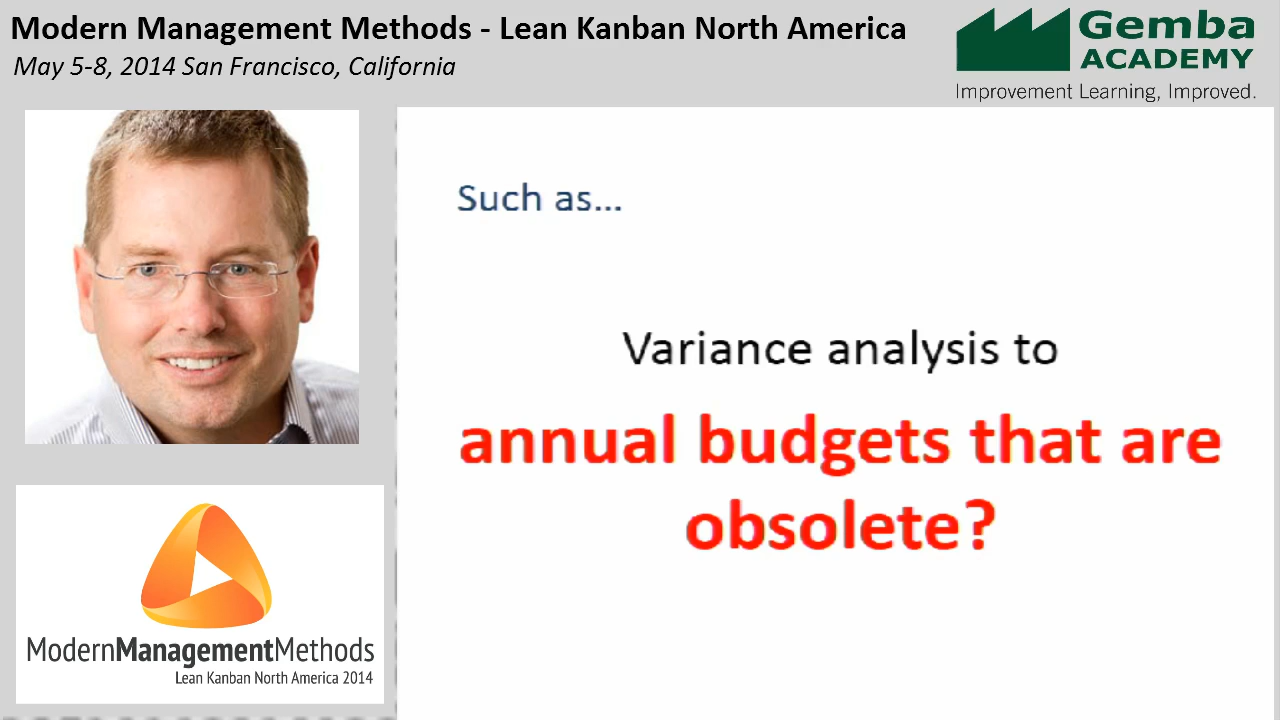 Modern Management Methods - Lean Kanban North America
May 5-8, 2014 San Francisco, California
Gemba
ACADEMY
Improvement Learning, Improved.
Such as...
Variance analysis to
annual budgets that are
obsolete?
ModernManagementMethods
Lean Kanban North America 2014